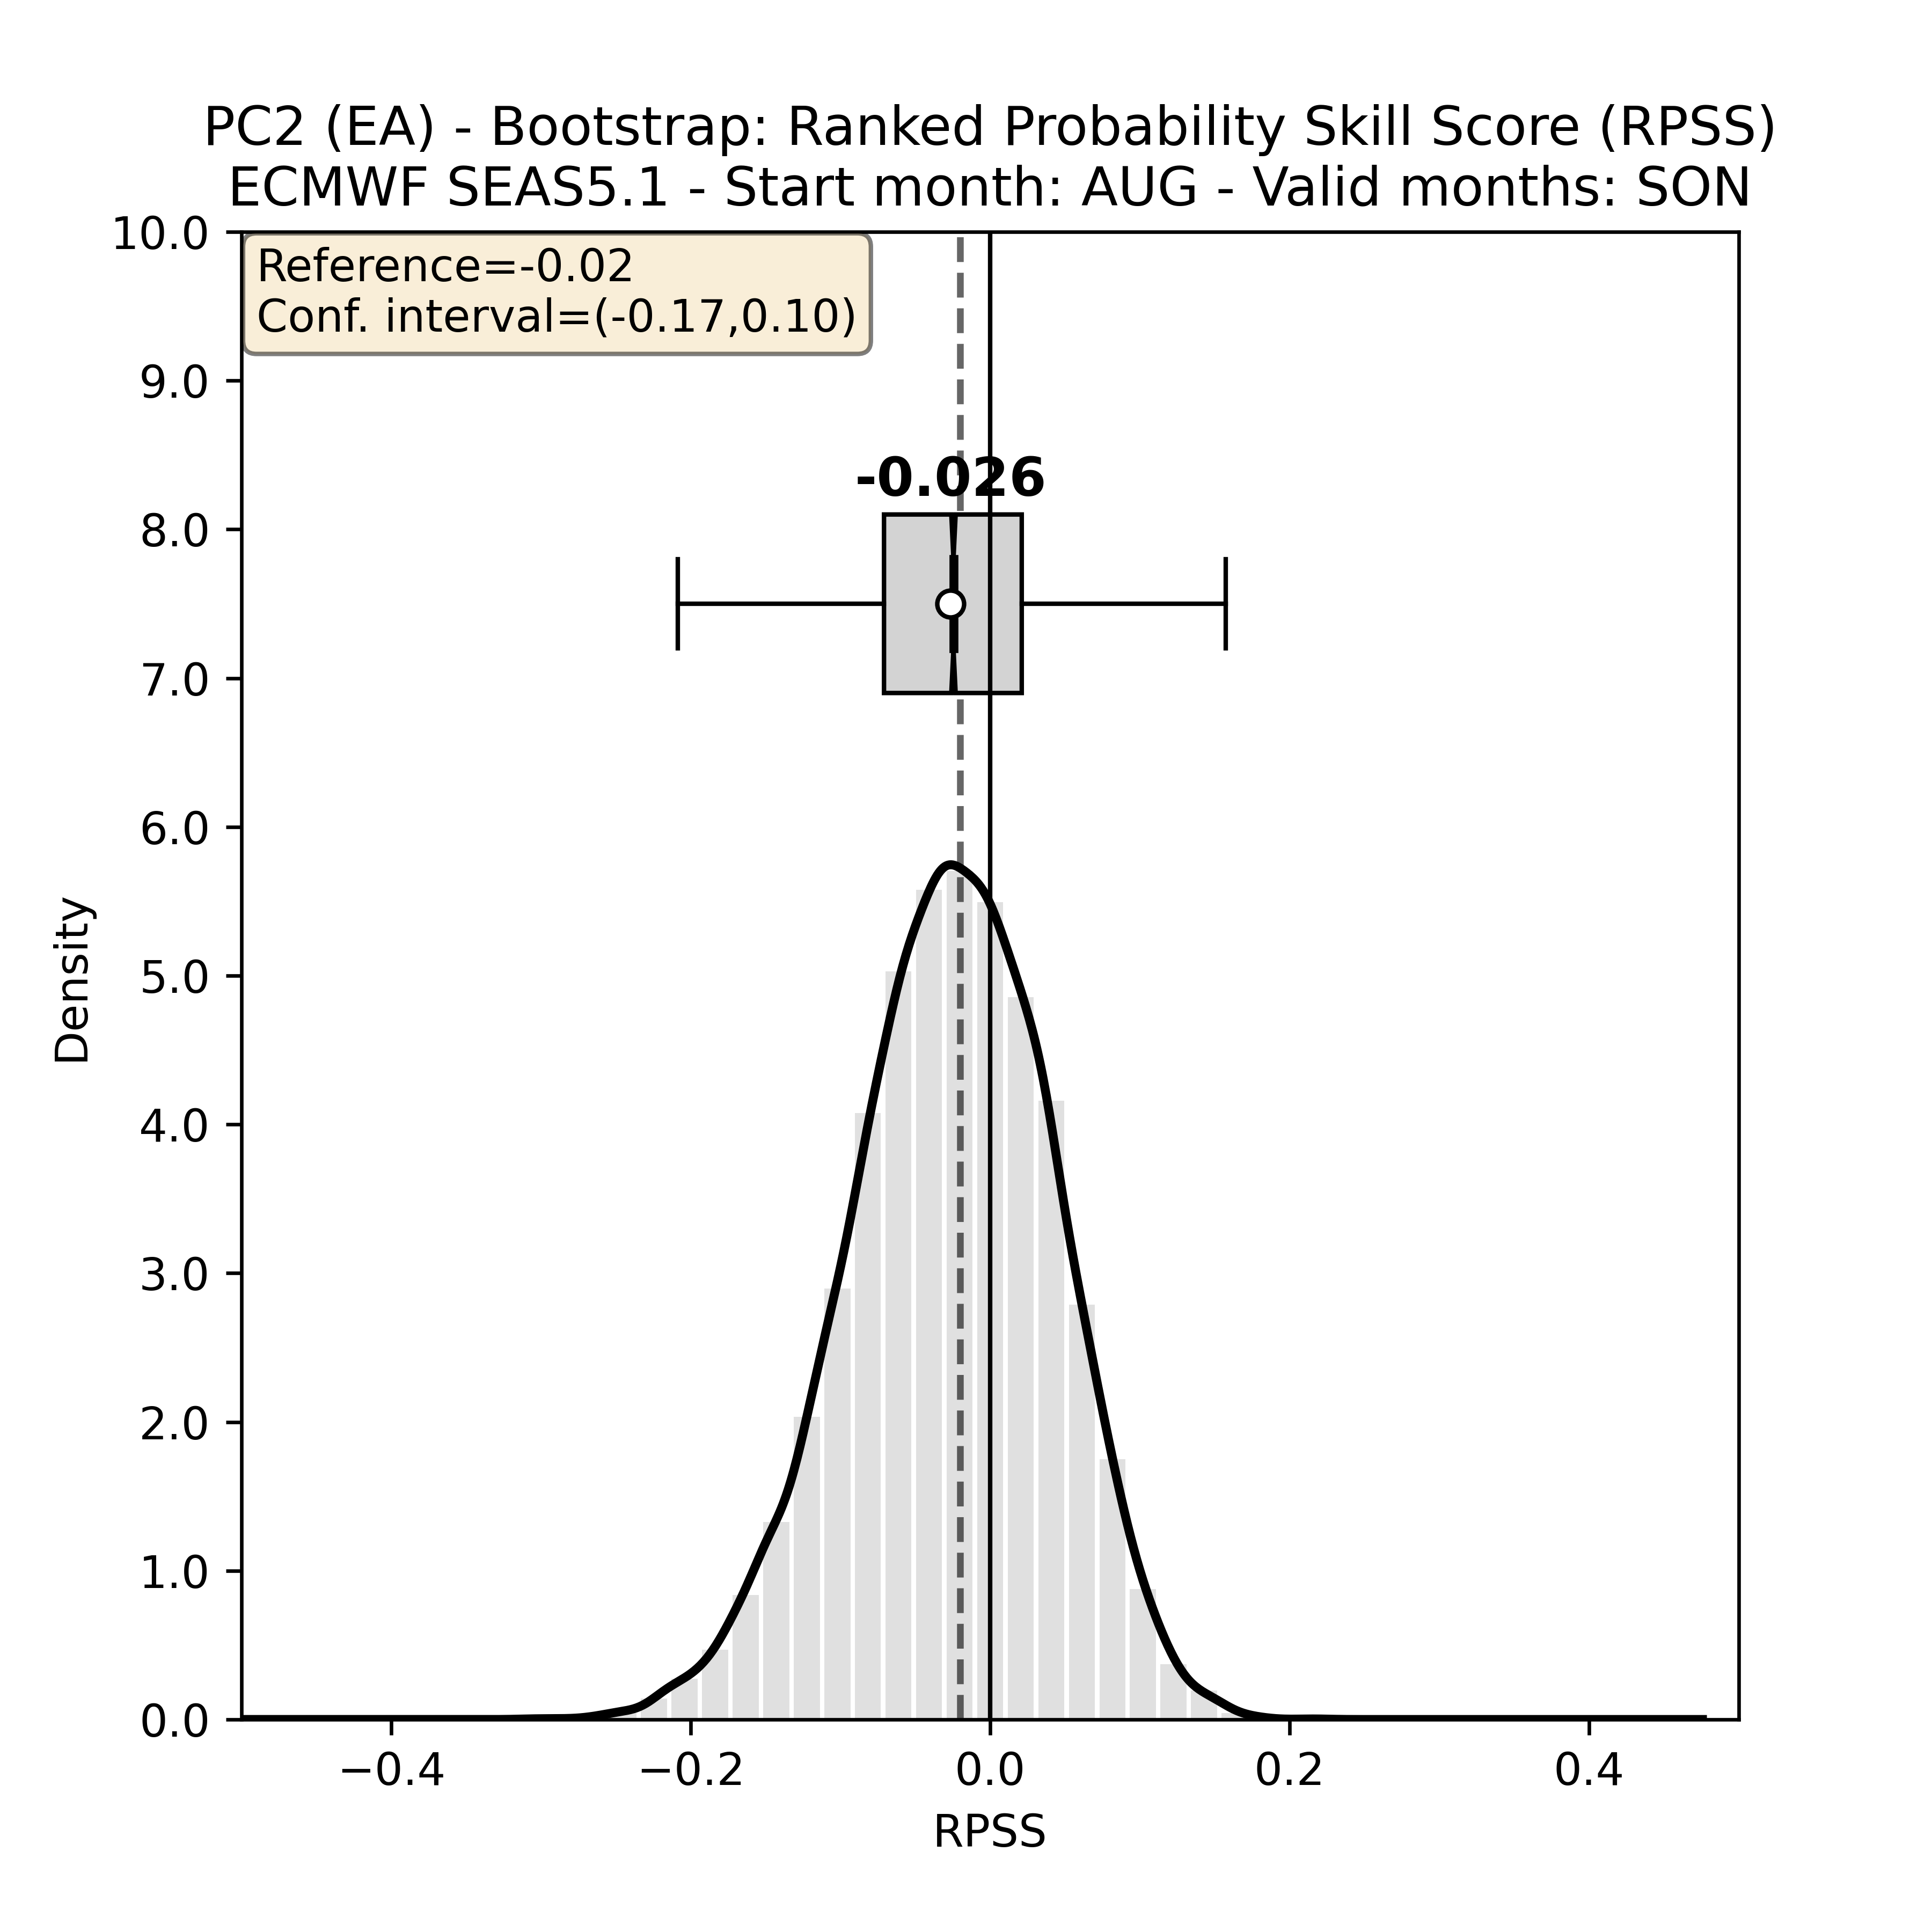 PC2 (EA) - Bootstrap: Ranked Probability Skill Score (RPSS)
ECMWF SEAS5.1 - Start month: AUG - Valid months: SON
Reference=-0.02
Conf. interval=(-0.17,0.10)
-0.026
10.0
9.0
8.0
7.0
6.0
5.0
4.0
3.0
2.0
1.0
0.0
Density
−0.4
−0.2
0.0
0.2
0.4
RPSS